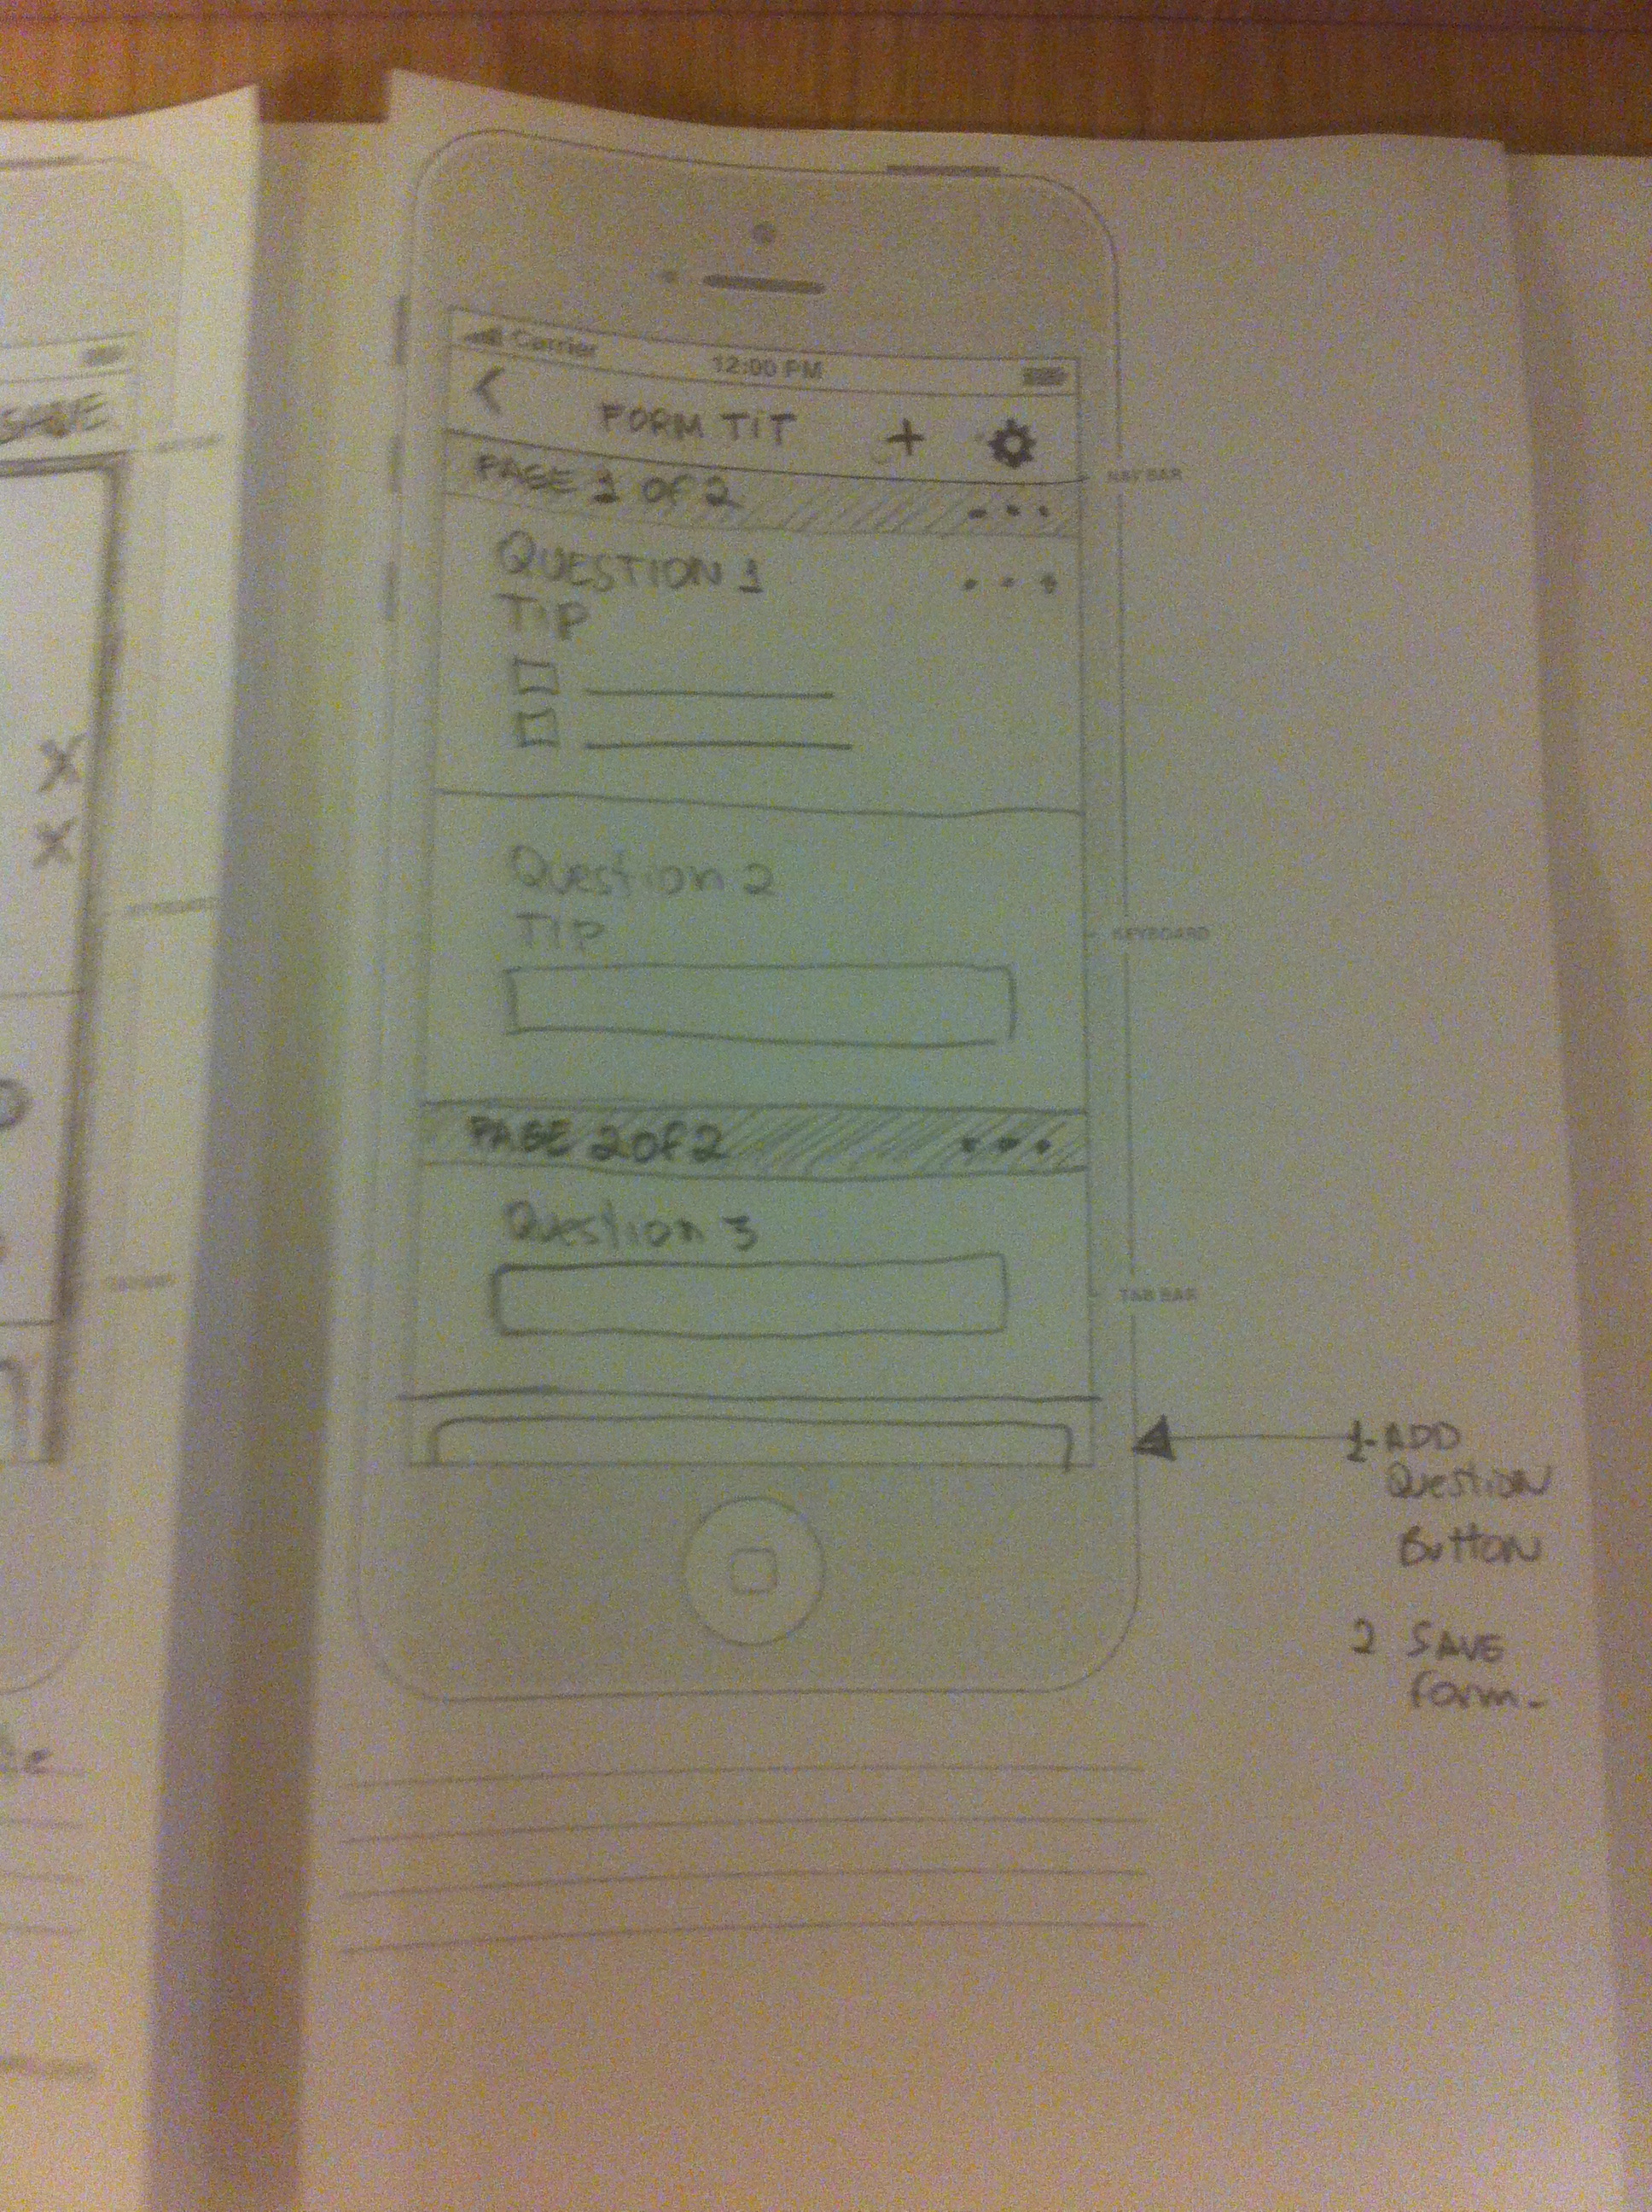 SAVE
X
X
Carrier
12:00 PM
FORM TIT +
NAV BAR
PAGE 1 OF 2 ...
QUESTION 1 ...
TIP
Question 2
TIP
KEYBOARD
PAGE 2 of 2 ...
Question 3
TAB BAR
1- ADD
Question
Button
2 SAVE
form-